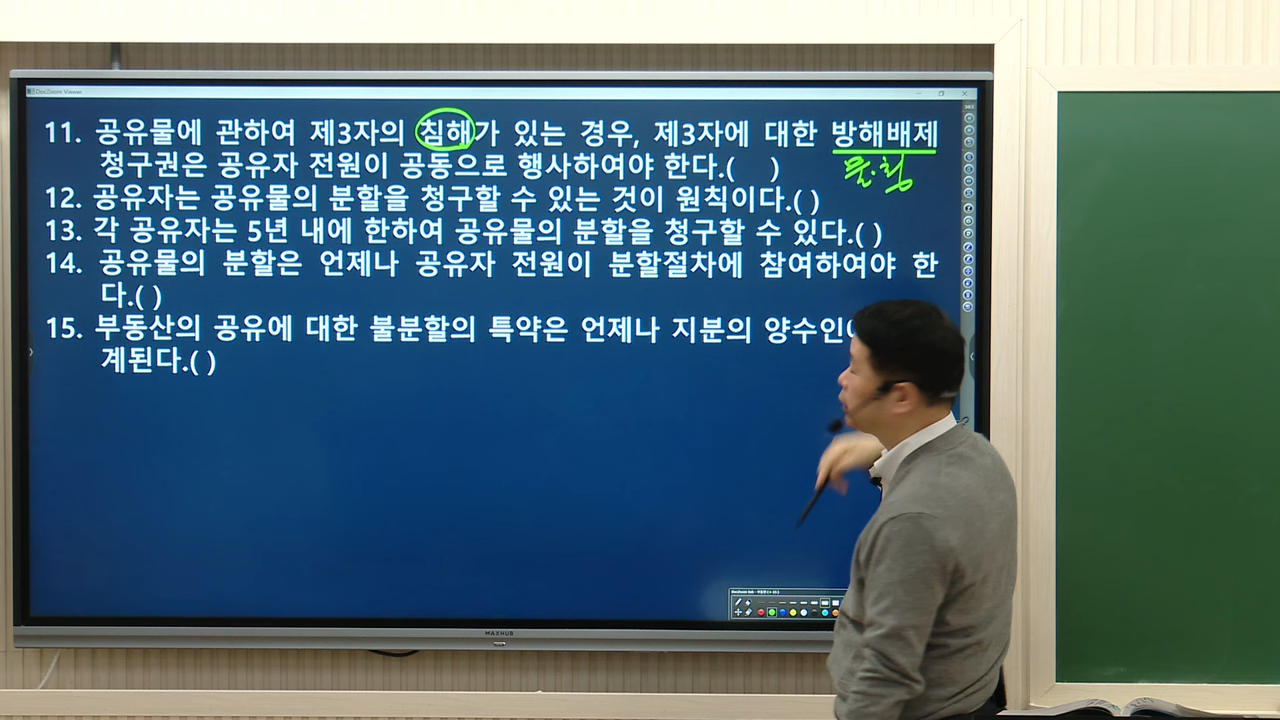 DocZoom Viewer
11. 공유물에 관하여 제3자의 침해가 있는 경우, 제3자에 대한 방해배제
청구권은 공유자 전원이 공동으로 행사하여야 한다.( )
물.청
12. 공유자는 공유물의 분할을 청구할 수 있는 것이 원칙이다.( )
13. 각 공유자는 5년 내에 한하여 공유물의 분할을 청구할 수 있다.( )
14. 공유물의 분할은 언제나 공유자 전원이 분할절차에 참여하여야 한
다.( )
15. 부동산의 공유에 대한 불분할의 특약은 언제나 지분의 양수인
계된다.( )
MAXHUB